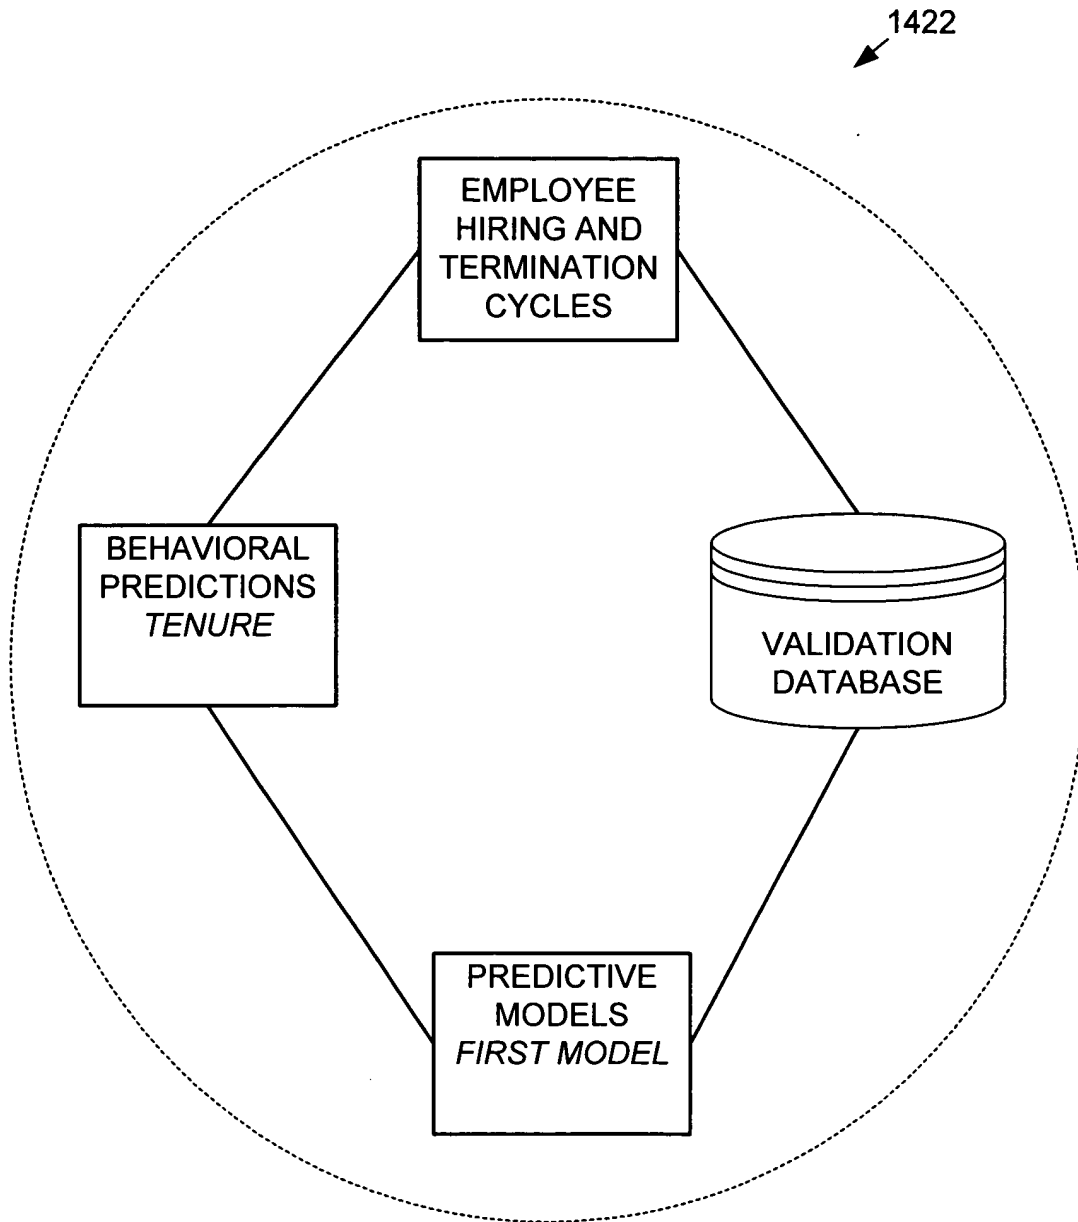 1422
EMPLOYEE
HIRING AND
TERMINATION
CYCLES
BEHAVIORAL
PREDICTIONS
TENURE
VALIDATION
DATABASE
PREDICTIVE
MODELS
FIRST MODEL